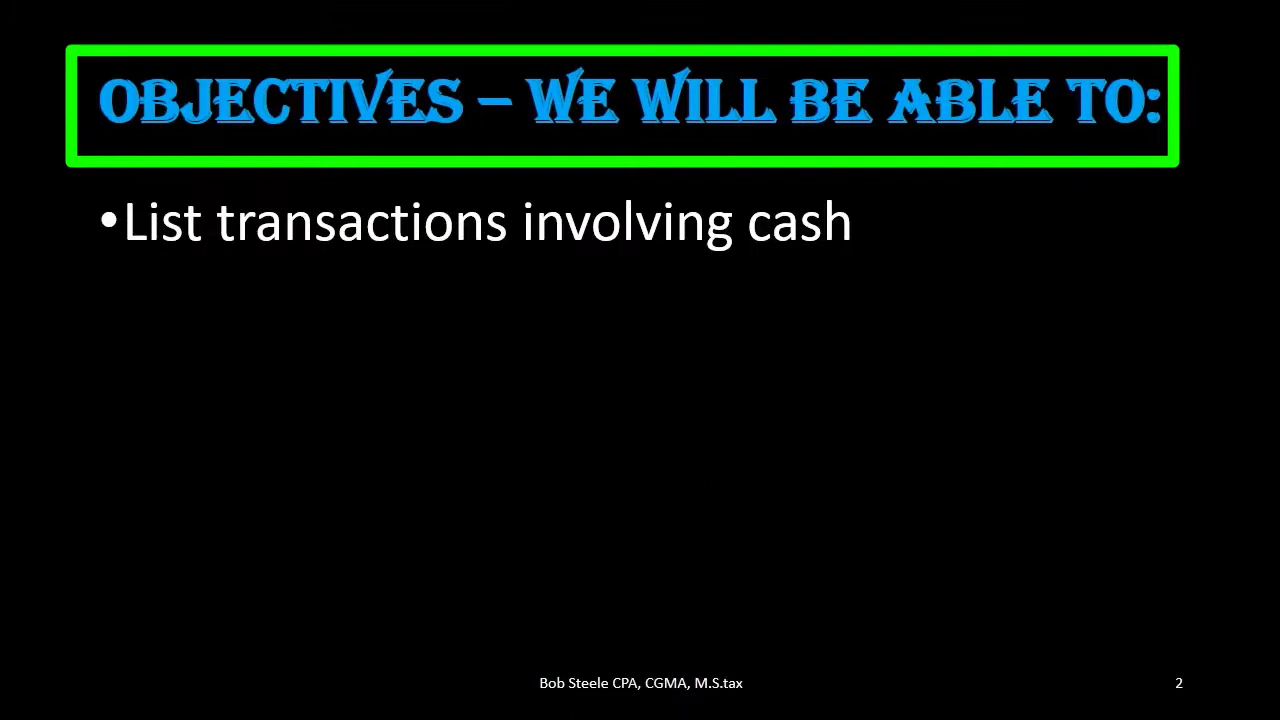 OBJECTIVES – WE WILL BE ABLE TO:
•List transactions involving cash
Bob Steele CPA, CGMA, M.S.tax
2